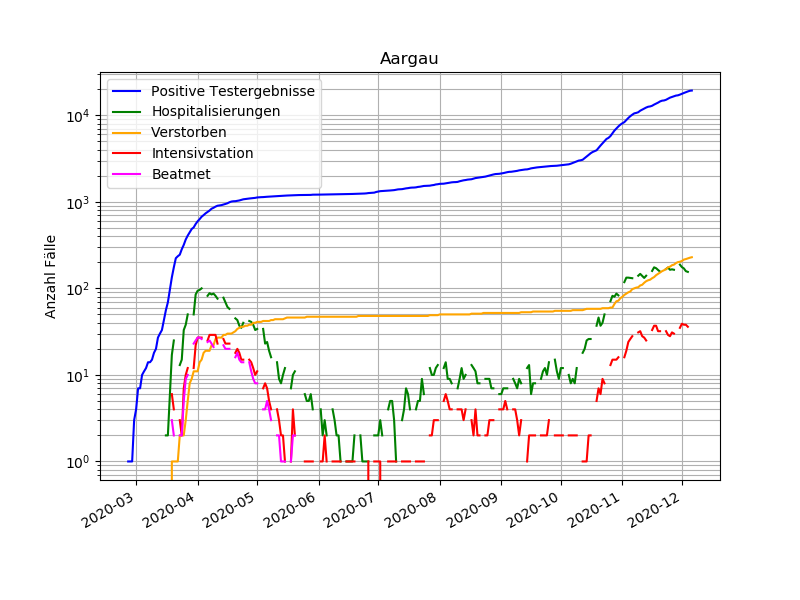 Aargau
Anzahl Fälle
10^4
10^3
10^2
10^1
10^0
Positive Testergebnisse
Hospitalisierungen
Verstorben
Intensivstation
Beatmet
2020-03
2020-04
2020-05
2020-06
2020-07
2020-08
2020-09
2020-10
2020-11
2020-12